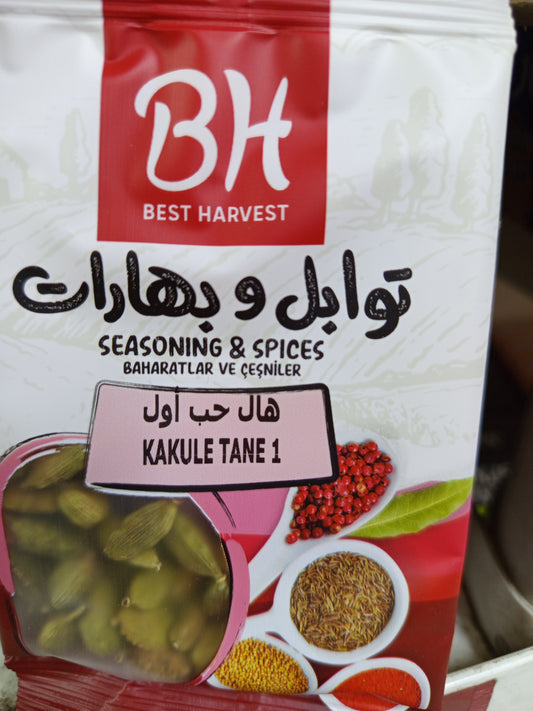 BH
BEST HARVEST
توابل و بهارات
SEASONING & SPICES
BAHARATLAR VE ÇEŞNİLER
هال حب أول
KAKULE TANE 1